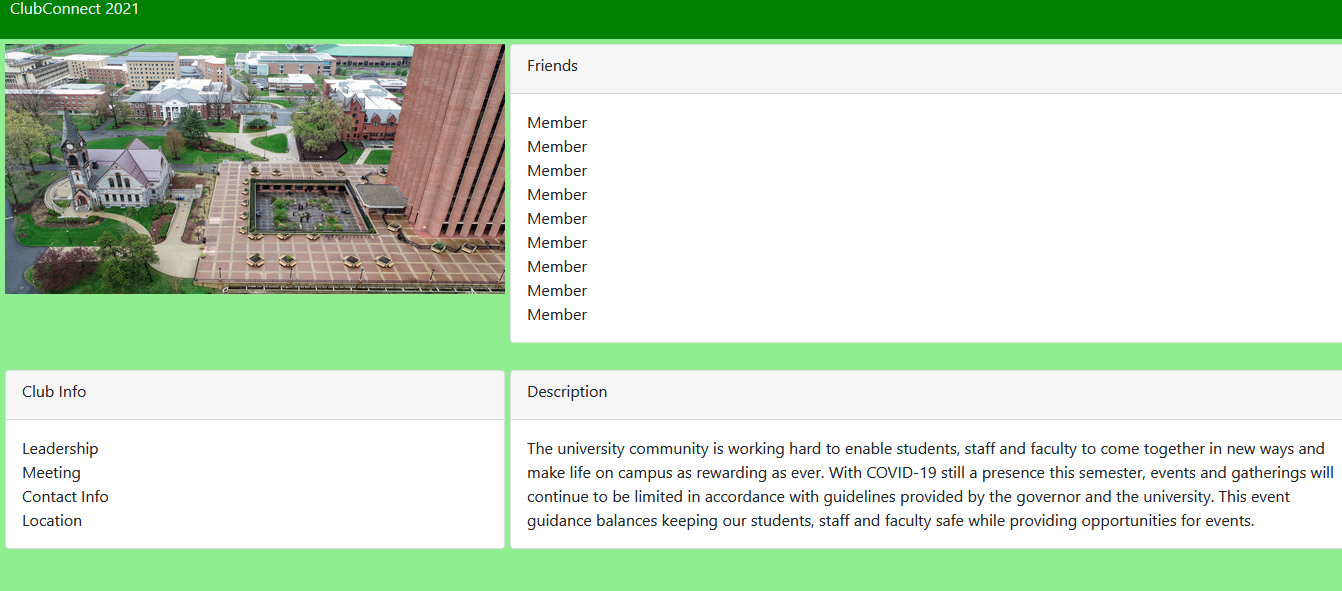 ClubConnect 2021
Friends
Member
Member
Member
Member
Member
Member
Member
Member
Member
Club Info
Leadership
Meeting
Contact Info
Location
Description
The university community is working hard to enable students, staff and faculty to come together in new ways and
make life on campus as rewarding as ever. With COVID-19 still a presence this semester, events and gatherings will
continue to be limited in accordance with guidelines provided by the governor and the university. This event
guidance balances keeping our students, staff and faculty safe while providing opportunities for events.